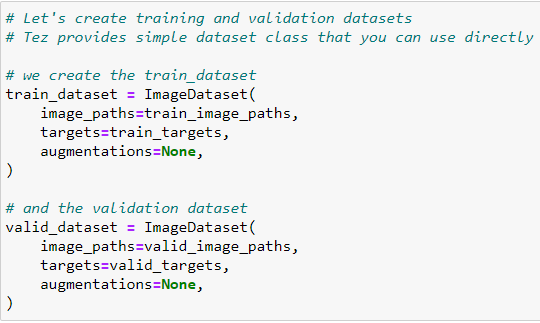 # Let's create training and validation datasets
# Tez provides simple dataset class that you can use directly
# we create the train_dataset
train_dataset = ImageDataset(
    image_paths=train_image_paths,
    targets=train_targets,
    augmentations=None,
)
# and the validation dataset
valid_dataset = ImageDataset(
    image_paths=valid_image_paths,
    targets=valid_targets,
    augmentations=None,
)